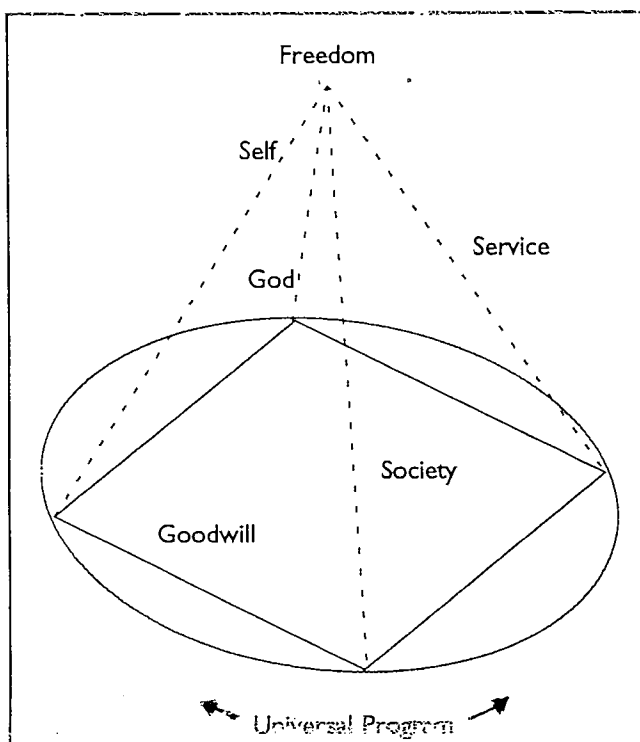 Freedom
Self
Service
God
Society
Goodwill
Universal Program